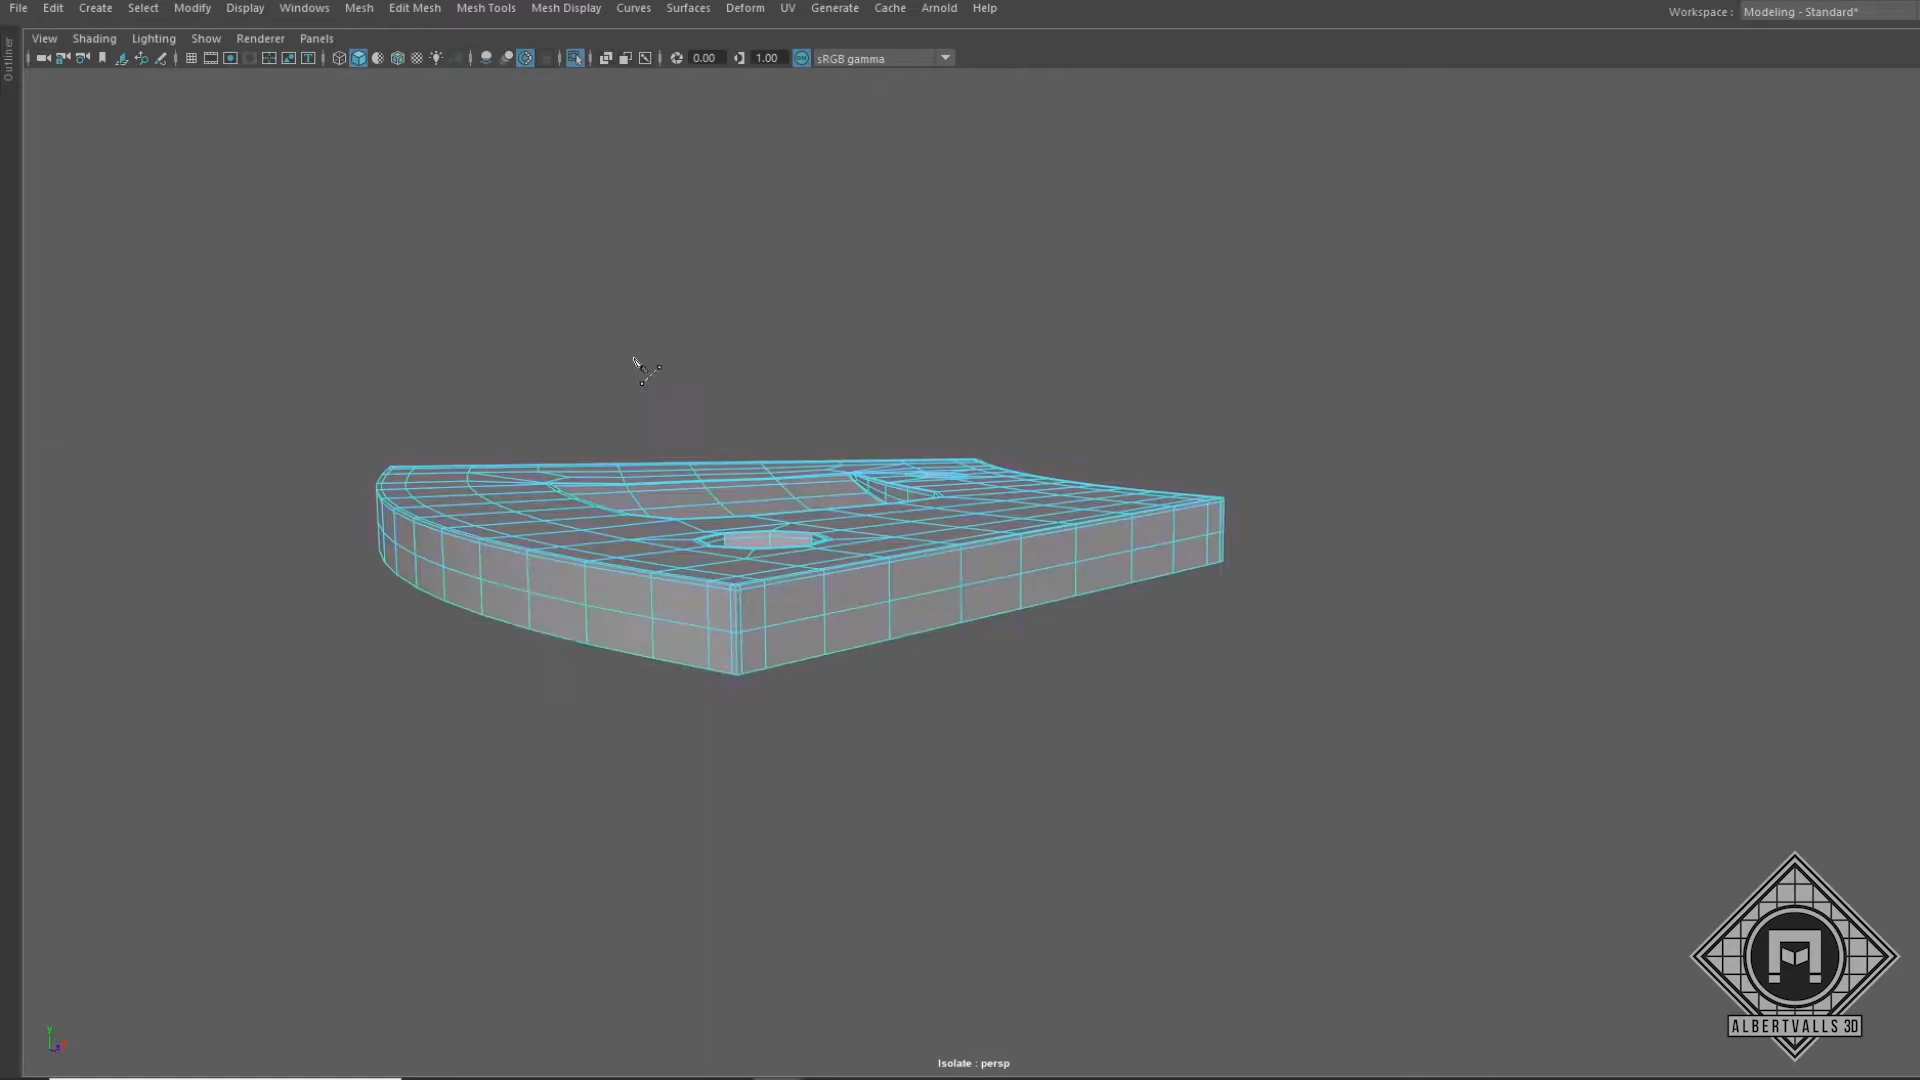 File Edit Create Select Modify Display Windows Mesh Edit Mesh Mesh Tools Mesh Display Curves Surfaces Deform UV Generate Cache Arnold Help
Workspace : Modeling - Standard*
View Shading Lighting Show Renderer Panels
0.00 1.00 ON sRGB gamma
Outliner
y
ALBERTVALLS 3D
Isolate : persp